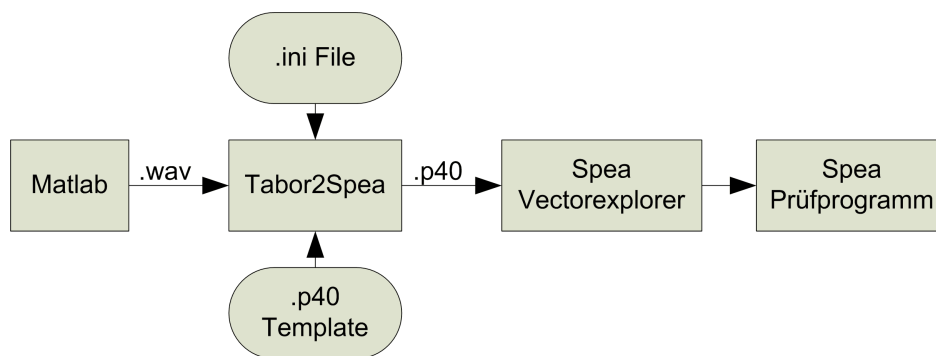 .ini File
Matlab
.wav
Tabor2Spea
.p40
Spea
Vectorexplorer
Spea
Prüfprogramm
.p40
Template